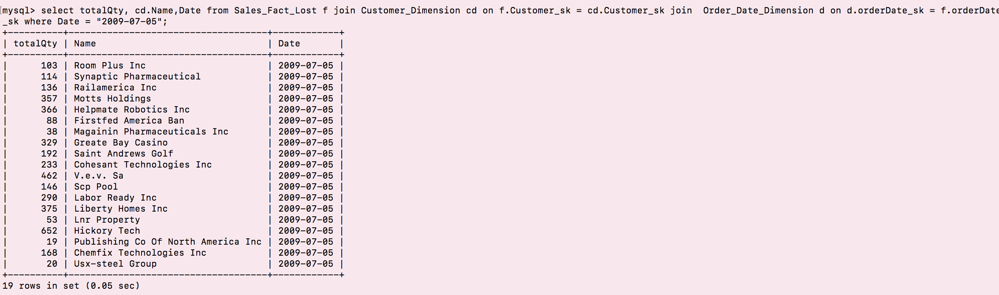 mysql> select totalQty, cd.Name,Date from Sales_Fact_Lost f join Customer_Dimension cd on f.Customer_sk = cd.Customer_sk join  Order_Date_Dimension d on d.orderDate_sk = f.orderDate
_sk where Date = "2009-07-05";
+----------+-------------------------------------+------------+
| totalQty | Name                                | Date       |
+----------+-------------------------------------+------------+
|      103 | Room Plus Inc                       | 2009-07-05 |
|      114 | Synaptic Pharmaceutical             | 2009-07-05 |
|      136 | Railamerica Inc                     | 2009-07-05 |
|      357 | Motts Holdings                      | 2009-07-05 |
|      366 | Helpmate Robotics Inc               | 2009-07-05 |
|       88 | Firstfed America Ban                | 2009-07-05 |
|       38 | Magainin Pharmaceuticals Inc        | 2009-07-05 |
|      329 | Greate Bay Casino                   | 2009-07-05 |
|      192 | Saint Andrews Golf                  | 2009-07-05 |
|      233 | Cohesant Technologies Inc           | 2009-07-05 |
|      462 | V.e.v. Sa                           | 2009-07-05 |
|      146 | Scp Pool                            | 2009-07-05 |
|      290 | Labor Ready Inc                     | 2009-07-05 |
|      375 | Liberty Homes Inc                   | 2009-07-05 |
|       53 | Lnr Property                        | 2009-07-05 |
|      652 | Hickory Tech                        | 2009-07-05 |
|       19 | Publishing Co Of North America Inc  | 2009-07-05 |
|      168 | Chemfix Technologies Inc            | 2009-07-05 |
|       20 | Usx-steel Group                     | 2009-07-05 |
+----------+-------------------------------------+------------+
19 rows in set (0.05 sec)